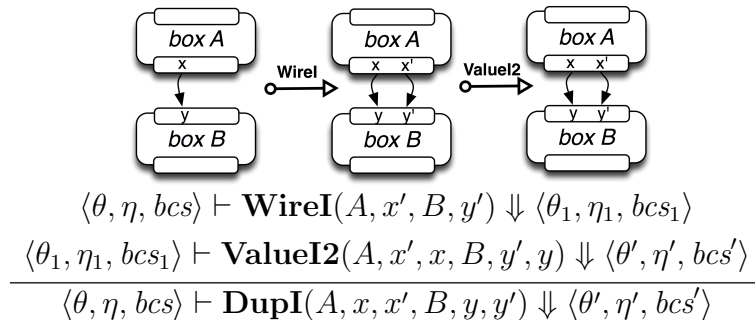 box A box A box A
x x x' x x'
WireI ValueI2
y y y' y y'
box B box B box B
⟨θ, η, bcs⟩ ⊢ WireI(A, x′, B, y′) ⇓ ⟨θ₁, η₁, bcs₁⟩
⟨θ₁, η₁, bcs₁⟩ ⊢ ValueI2(A, x′, x, B, y′, y) ⇓ ⟨θ′, η′, bcs′⟩
⟨θ, η, bcs⟩ ⊢ DupI(A, x, x′, B, y, y′) ⇓ ⟨θ′, η′, bcs′⟩